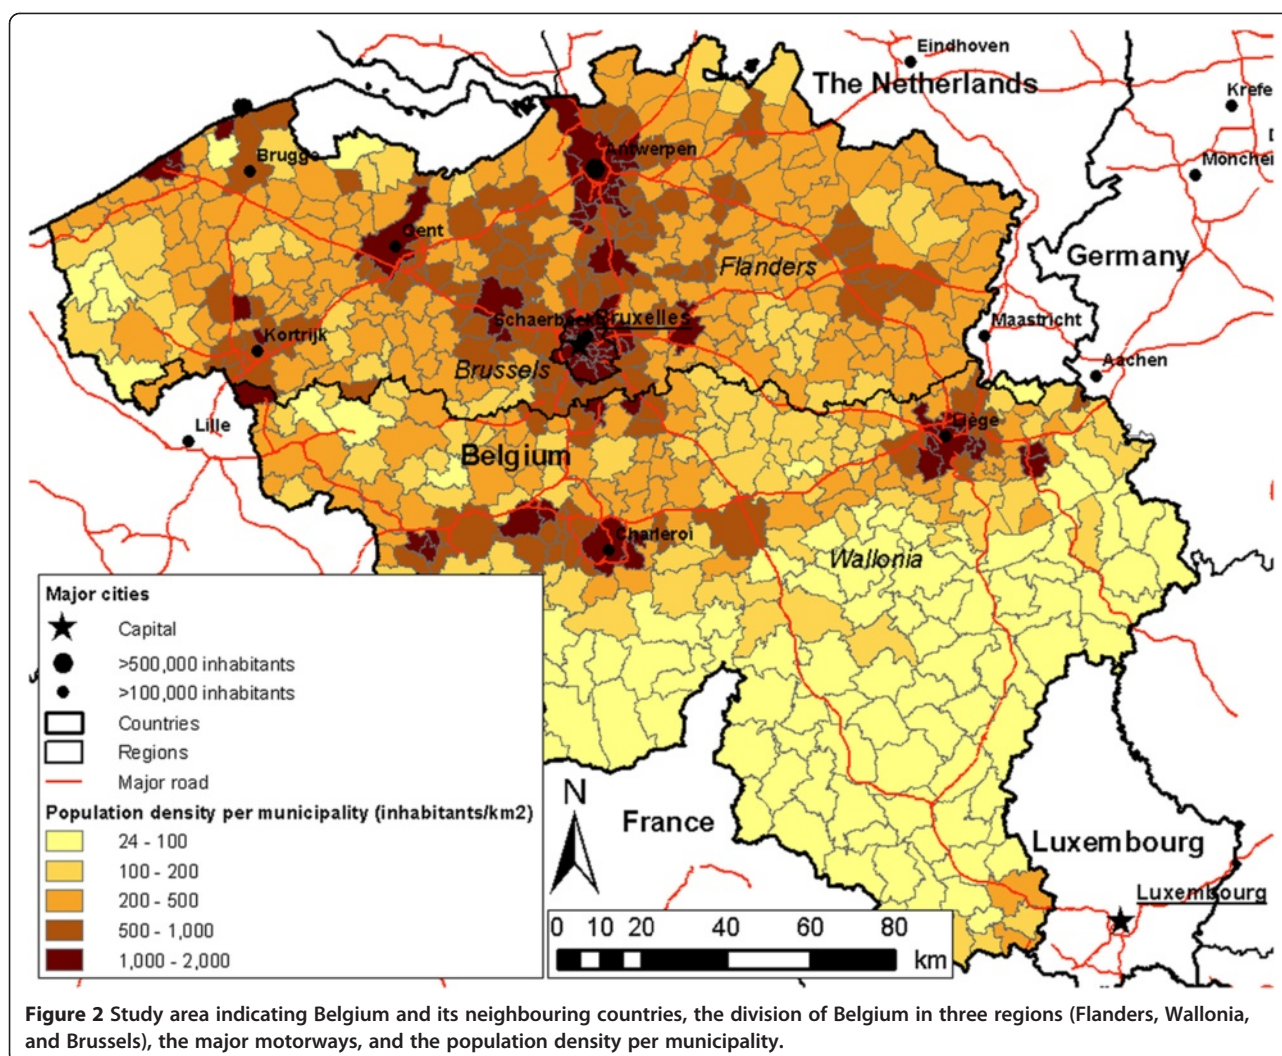 Eindhoven
The Netherlands
Krefe
Brugge
Antwerpen
Monchei
Gent
Flanders
Germany
Schaerbeek
Bruxelles
Maastricht
Kortrijk
Brussels
Aachen
Lille
Liège
Belgium
Charleroi
Wallonia
Major cities
Capital
>500,000 inhabitants
>100,000 inhabitants
Countries
Regions
Major road
Population density per municipality (inhabitants/km2)
24 - 100
100 - 200
200 - 500
500 - 1,000
1,000 - 2,000
N
France
Luxembourg
Luxembourg
0 10 20 40 60 80
km
Figure 2 Study area indicating Belgium and its neighbouring countries, the division of Belgium in three regions (Flanders, Wallonia,
and Brussels), the major motorways, and the population density per municipality.